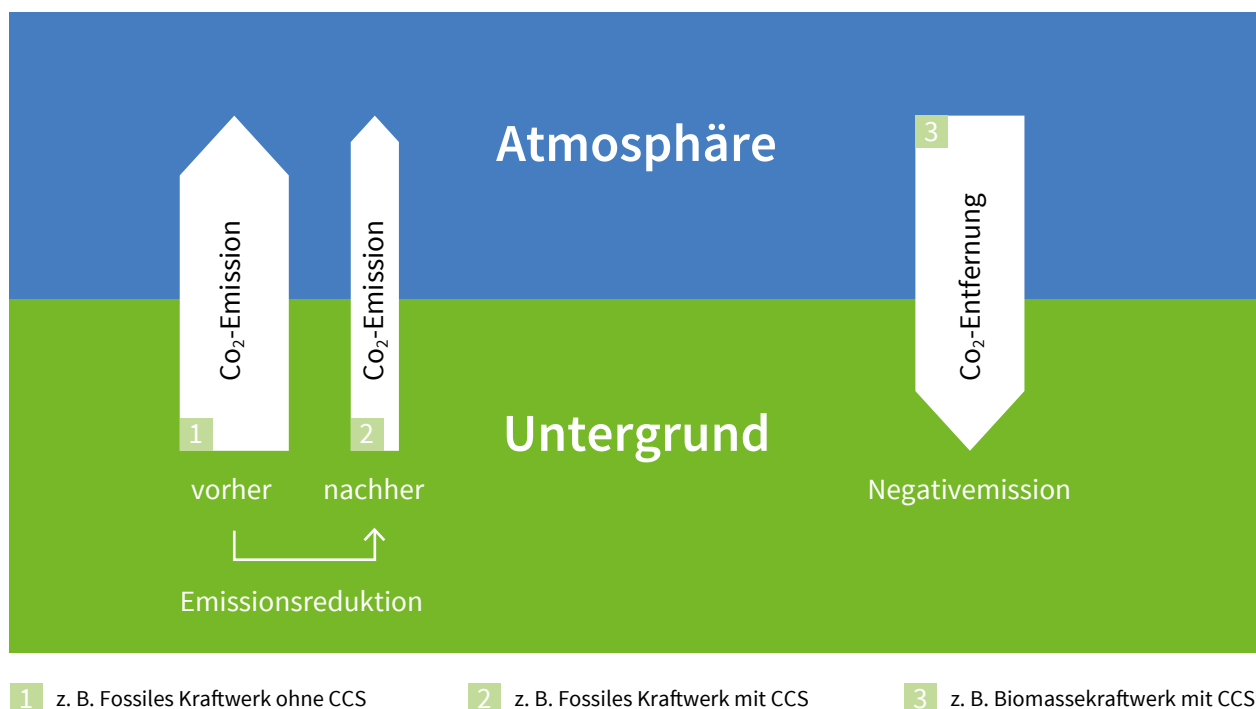 Atmosphäre
Co₂-Emission
Co₂-Emission
3
Co₂-Entfernung
1
2
Untergrund
vorher
nachher
Negativemission
Emissionsreduktion
1 z. B. Fossiles Kraftwerk ohne CCS
2 z. B. Fossiles Kraftwerk mit CCS
3 z. B. Biomassekraftwerk mit CCS